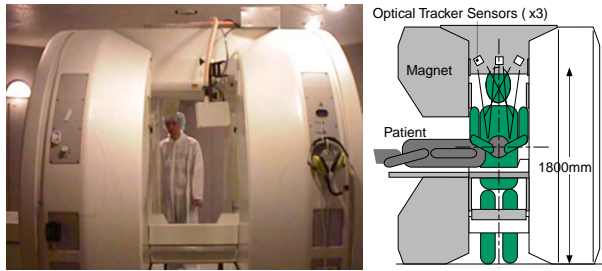 Optical Tracker Sensors ( x3)
Magnet
Patient
1800mm